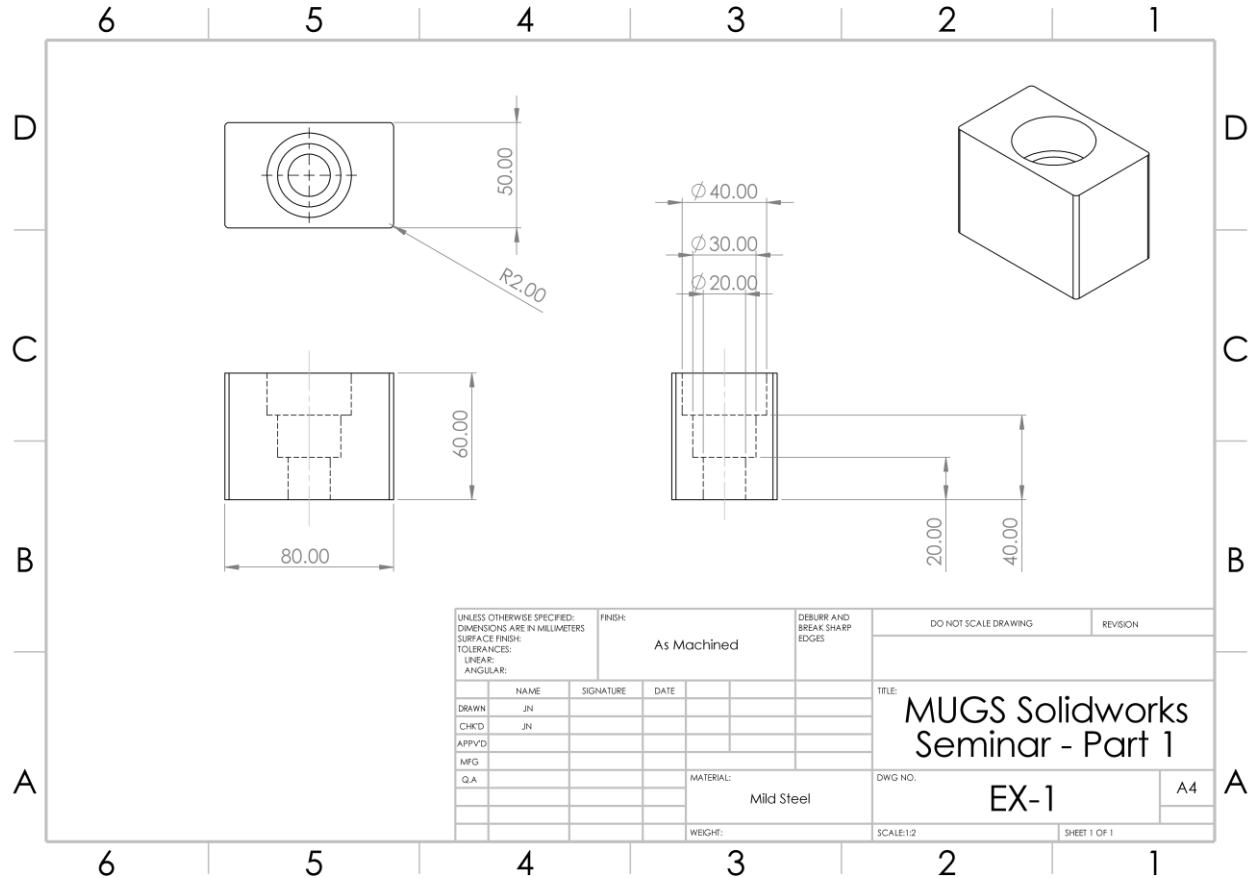 6 5 4 3 2 1
D D
50.00
R2.00
⌀ 40.00
⌀ 30.00
⌀ 20.00
C C
60.00
80.00
20.00
40.00
B B
UNLESS OTHERWISE SPECIFIED:
DIMENSIONS ARE IN MILLIMETERS
SURFACE FINISH:
TOLERANCES:
LINEAR:
ANGULAR:
FINISH:
As Machined
DEBURR AND
BREAK SHARP
EDGES
DO NOT SCALE DRAWING
REVISION
NAME SIGNATURE DATE
DRAWN JN
CHK'D JN
APPV'D
MFG
Q.A
MATERIAL:
Mild Steel
WEIGHT:
TITLE:
MUGS Solidworks
Seminar - Part 1
DWG NO.
EX-1
A4
SCALE:1:2
SHEET 1 OF 1
A A
6 5 4 3 2 1